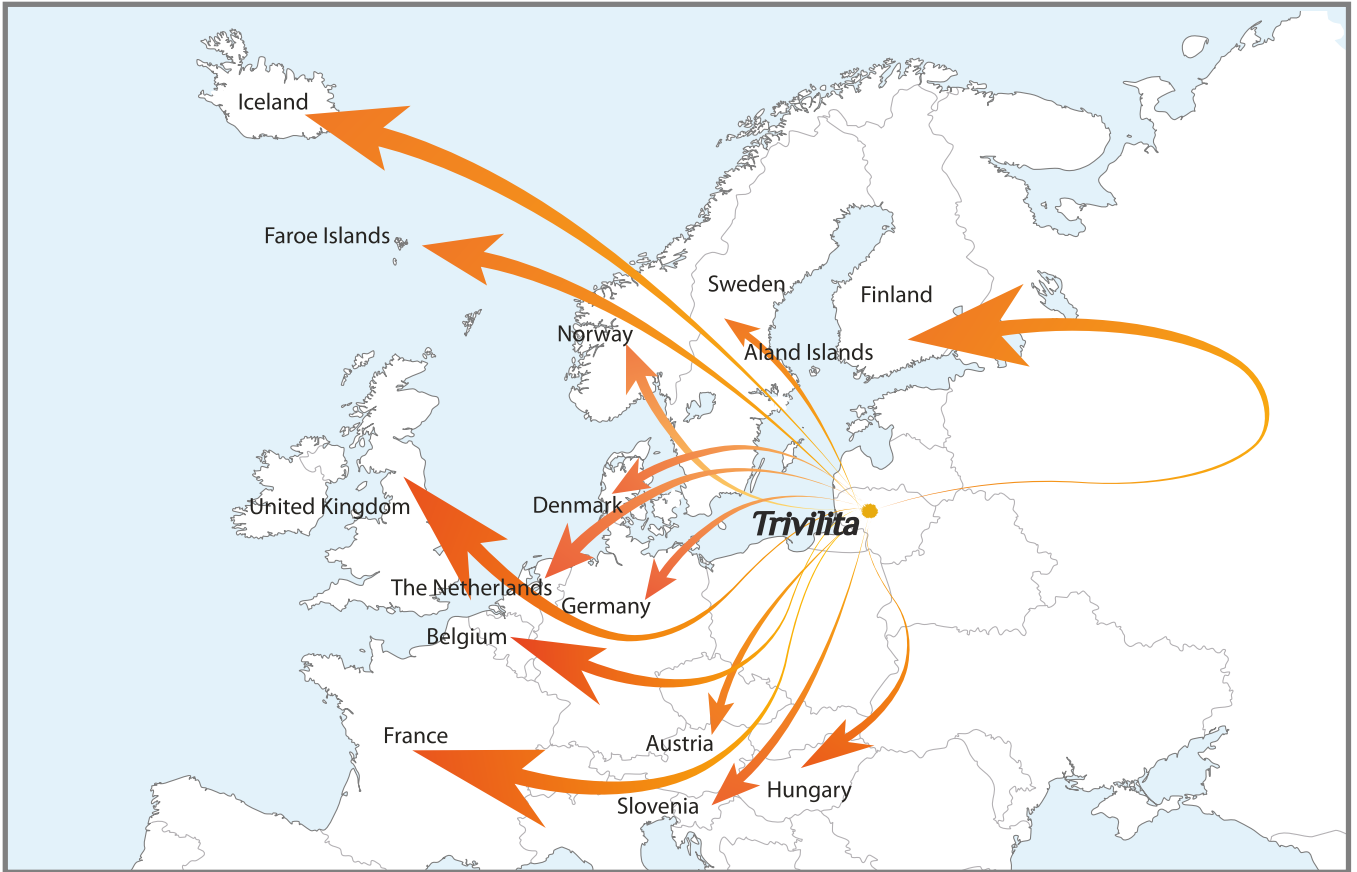 Iceland
Faroe Islands
Sweden
Finland
Norway
Aland Islands
United Kingdom
Denmark
Trivilita
The Netherlands
Germany
Belgium
France
Austria
Hungary
Slovenia